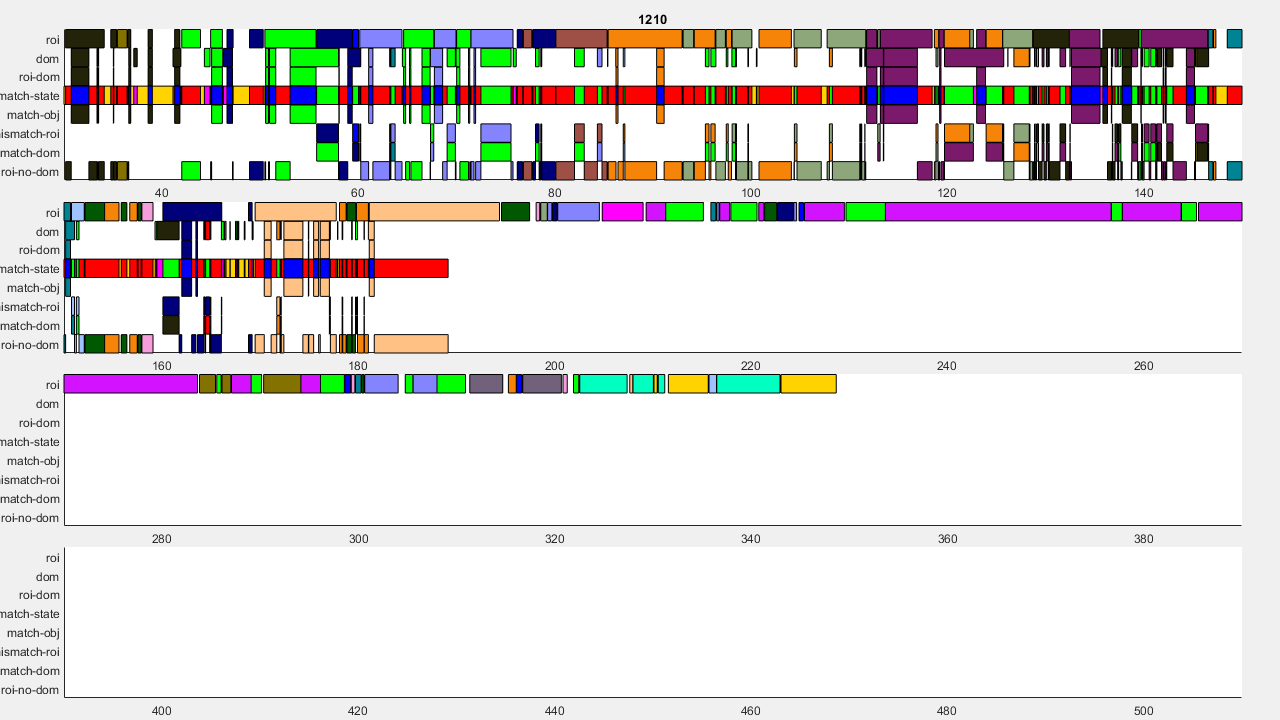 1210
roi
dom
roi-dom
match-state
match-obj
mismatch-roi
match-dom
roi-no-dom
40 60 80 100 120 140
roi
dom
roi-dom
match-state
match-obj
mismatch-roi
match-dom
roi-no-dom
160 180 200 220 240 260
roi
dom
roi-dom
match-state
match-obj
mismatch-roi
match-dom
roi-no-dom
280 300 320 340 360 380
roi
dom
roi-dom
match-state
match-obj
mismatch-roi
match-dom
roi-no-dom
400 420 440 460 480 500